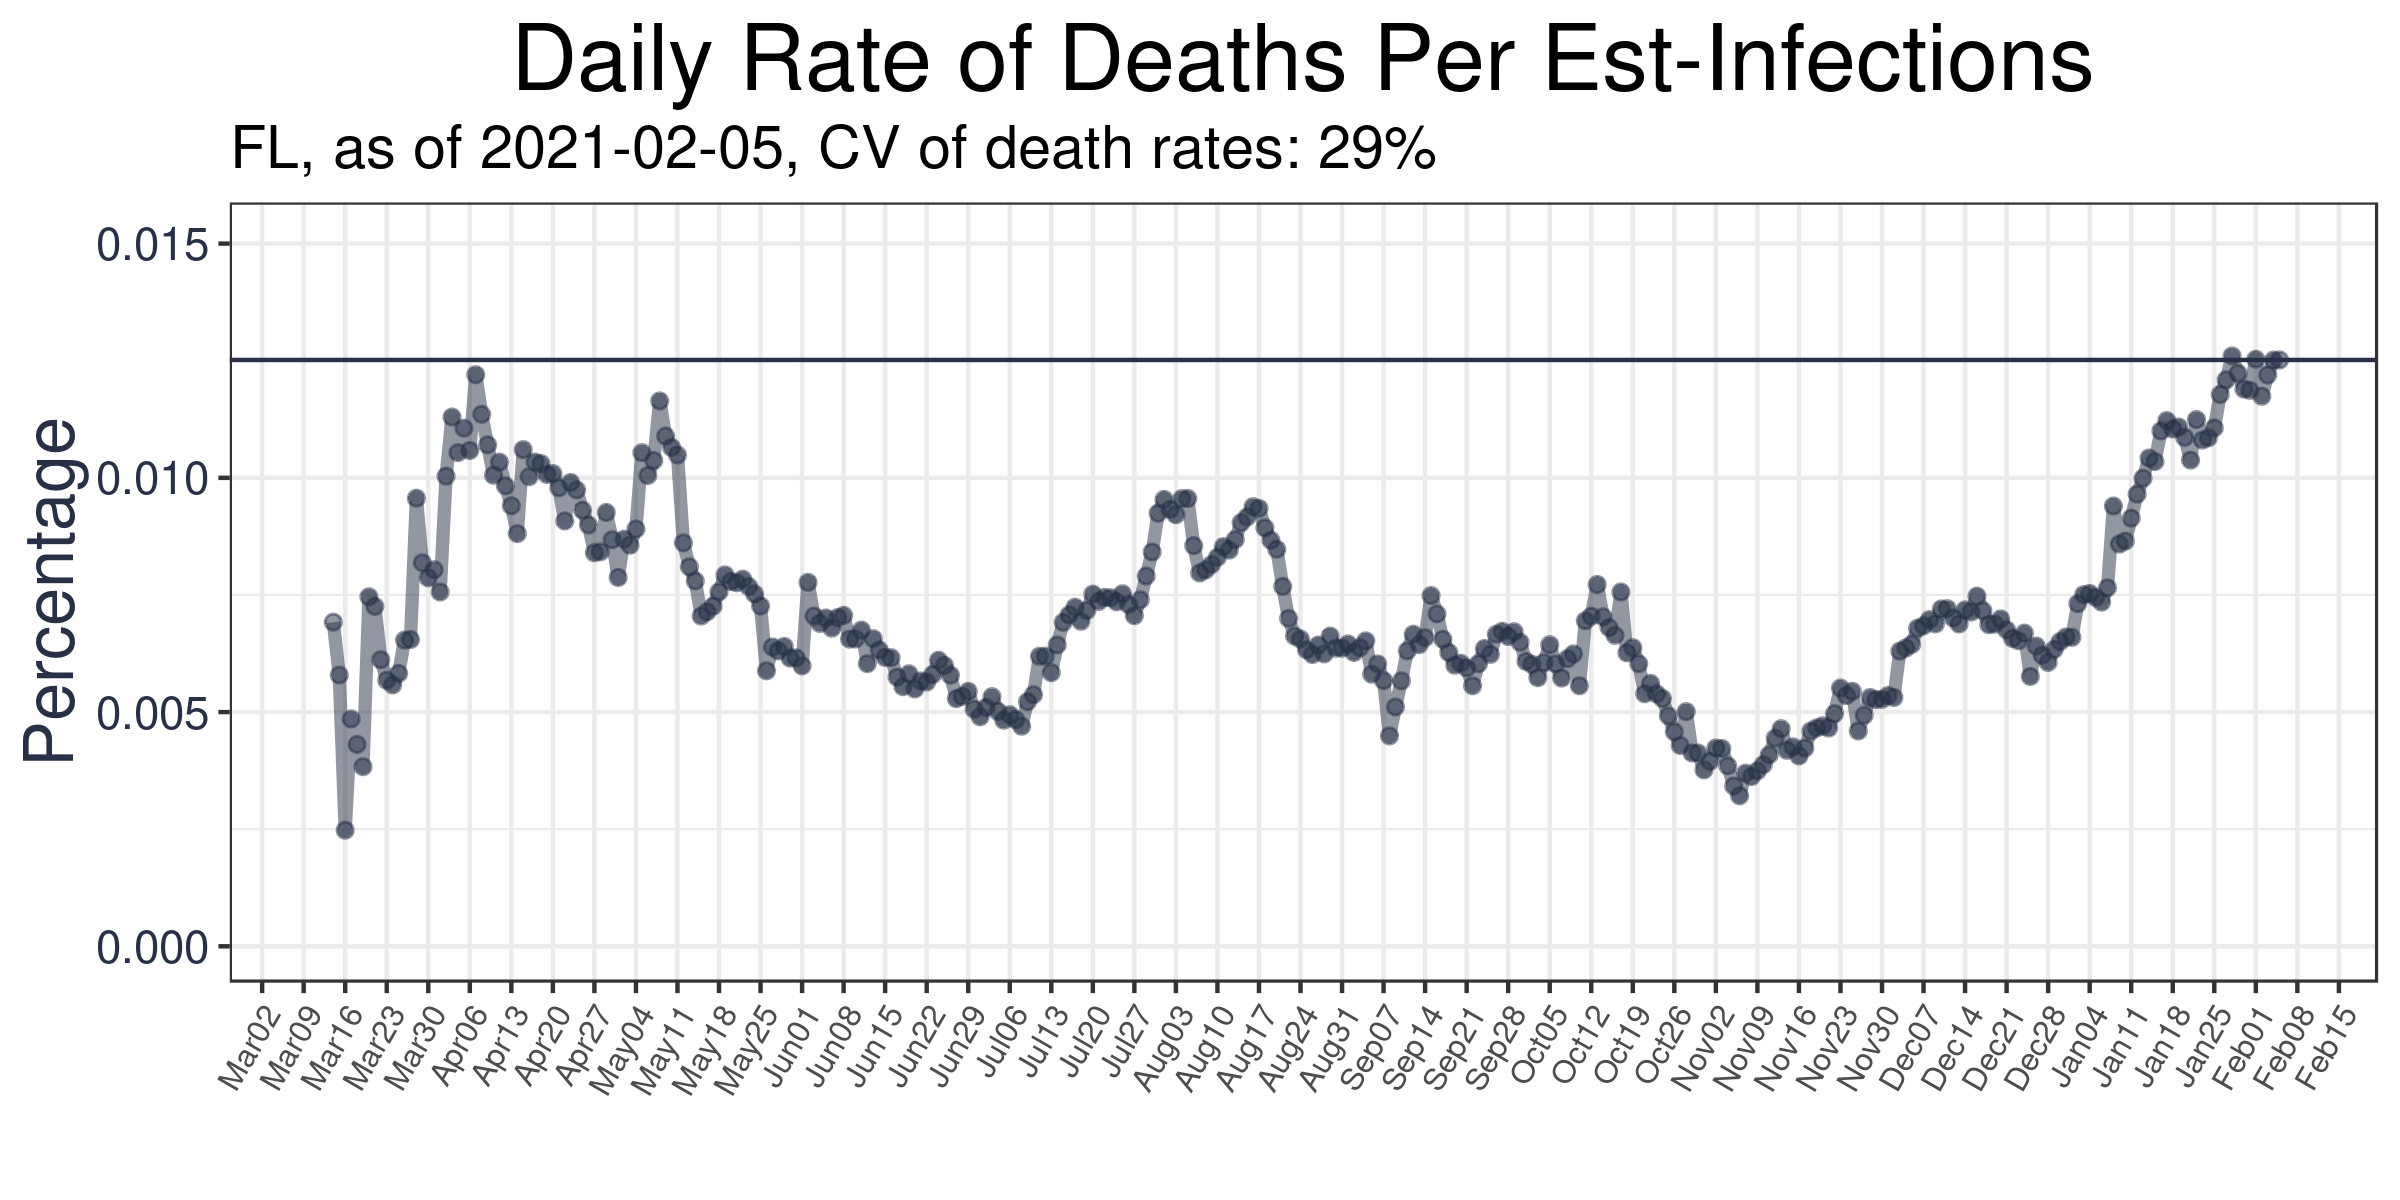 Daily Rate of Deaths Per Est-Infections
FL, as of 2021-02-05, CV of death rates: 29%
Percentage
0.015
0.010
0.005
0.000
Mar02
Mar09
Mar16
Mar23
Mar30
Apr06
Apr13
Apr20
Apr27
May04
May11
May18
May25
Jun01
Jun08
Jun15
Jun22
Jun29
Jul06
Jul13
Jul20
Jul27
Aug03
Aug10
Aug17
Aug24
Aug31
Sep07
Sep14
Sep21
Sep28
Oct05
Oct12
Oct19
Oct26
Nov02
Nov09
Nov16
Nov23
Nov30
Dec07
Dec14
Dec21
Dec28
Jan04
Jan11
Jan18
Jan25
Feb01
Feb08
Feb15